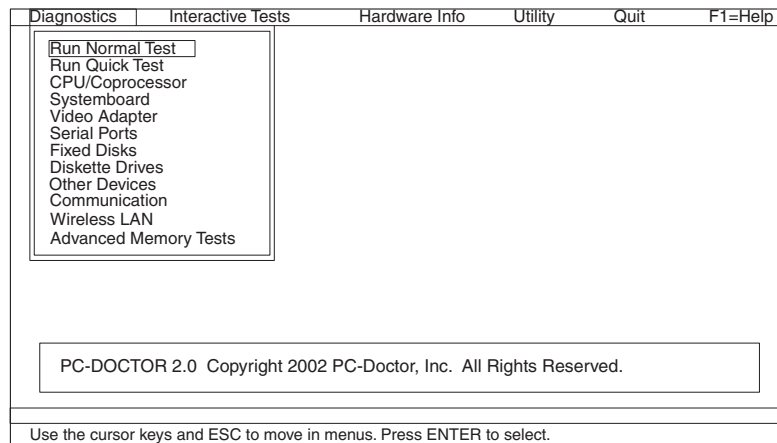 Diagnostics Interactive Tests Hardware Info Utility Quit F1=Help
Run Normal Test
Run Quick Test
CPU/Coprocessor
Systemboard
Video Adapter
Serial Ports
Fixed Disks
Diskette Drives
Other Devices
Communication
Wireless LAN
Advanced Memory Tests
PC-DOCTOR 2.0 Copyright 2002 PC-Doctor, Inc. All Rights Reserved.
Use the cursor keys and ESC to move in menus. Press ENTER to select.